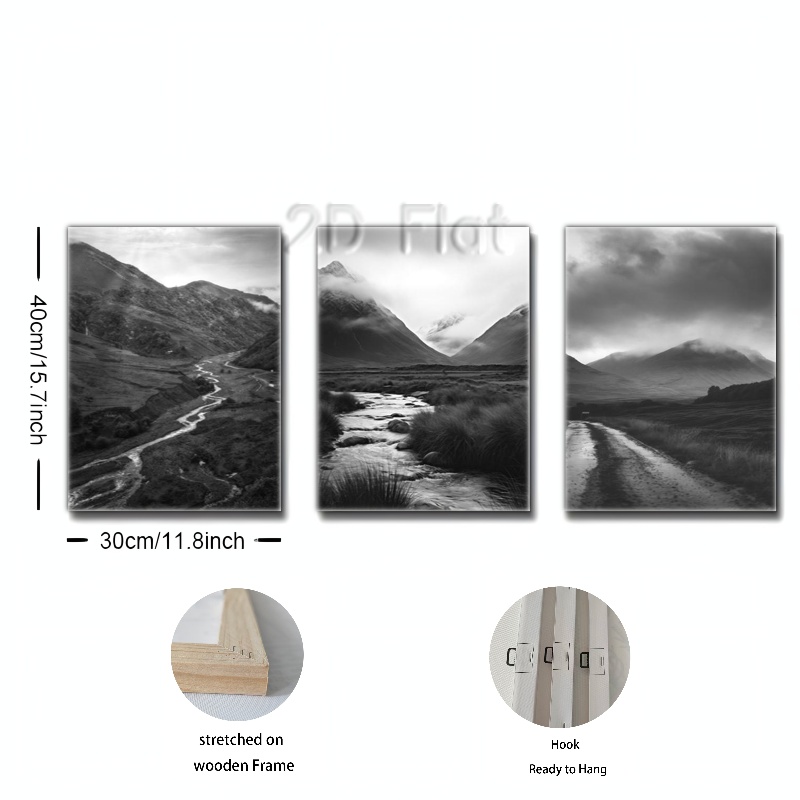 2D Flat
40cm/15.7inch
30cm/11.8inch
stretched on
wooden Frame
Hook
Ready to Hang